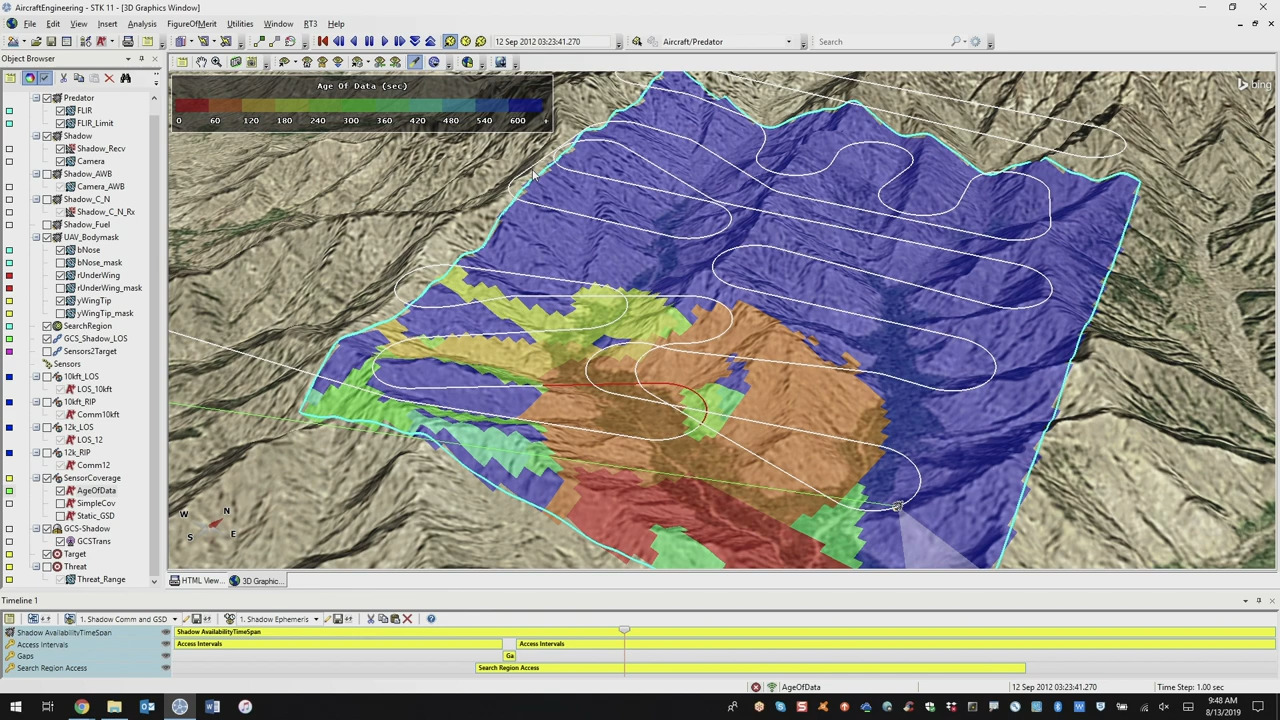 AircraftEngineering - STK 11 - [3D Graphics Window]
File Edit View Insert Analysis FigureOfMerit Utilities Window RT3 Help
12 Sep 2012 03:23:41.270
Aircraft/Predator
Search
Object Browser
Age Of Data (sec)
0 60 120 180 240 300 360 420 480 540 600 +
bing
Predator
FLIR
FLIR_Limit
Shadow
Shadow_Recv
Camera
Shadow_AWB
Camera_AWB
Shadow_C_N
Shadow_C_N_Rx
Shadow_Fuel
UAV_Bodymask
bNose
bNose_mask
rUnderWing
rUnderWing_mask
yWingTip
yWingTip_mask
SearchRegion
GCS_Shadow_LOS
Sensors2Target
Sensors
10kft_LOS
LOS_10kft
10kft_RIP
Comm10kft
12k_LOS
LOS_12
12k_RIP
Comm12
SensorCoverage
AgeOfData
SimpleCov
Static_GSD
GCS-Shadow
GCSTrans
Target
Threat
Threat_Range
W N
S E
HTML View...
3D Graphic...
Timeline 1
1. Shadow Comm and GSD
1. Shadow Ephemeris
Shadow AvailabilityTimeSpan
Shadow AvailabilityTimeSpan
Access Intervals
Access Intervals
Access Intervals
Gaps
Ga
Search Region Access
Search Region Access
AgeOfData
12 Sep 2012 03:23:41.270
Time Step: 1.00 sec
9:48 AM
8/13/2019